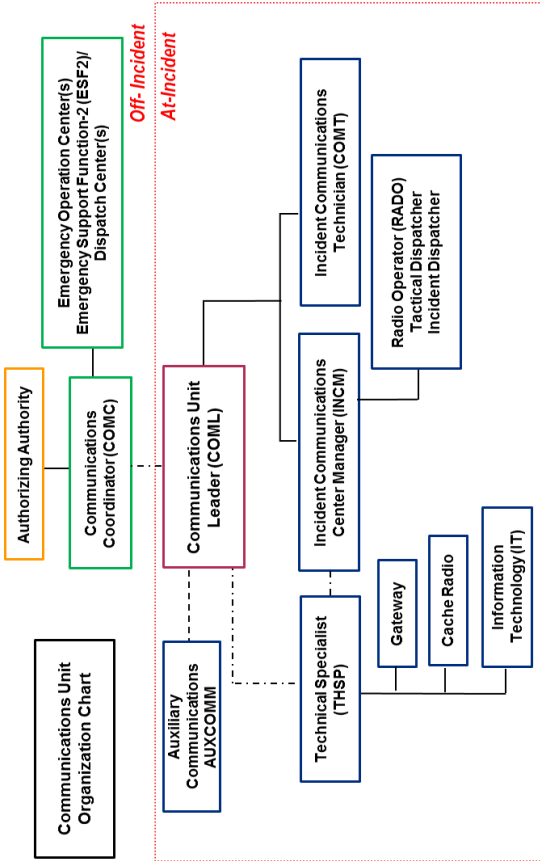 Communications Unit
Organization Chart
Authorizing Authority
Communications
Coordinator (COMC)
Emergency Operation Center(s)
Emergency Support Function-2 (ESF2)/
Dispatch Center(s)
Off- Incident
At-Incident
Auxiliary
Communications
AUXCOMM
Communications Unit
Leader (COML)
Technical Specialist
(THSP)
Incident Communications
Center Manager (INCM)
Incident Communications
Technician (COMT)
Gateway
Cache Radio
Information
Technology (IT)
Radio Operator (RADO)
Tactical Dispatcher
Incident Dispatcher